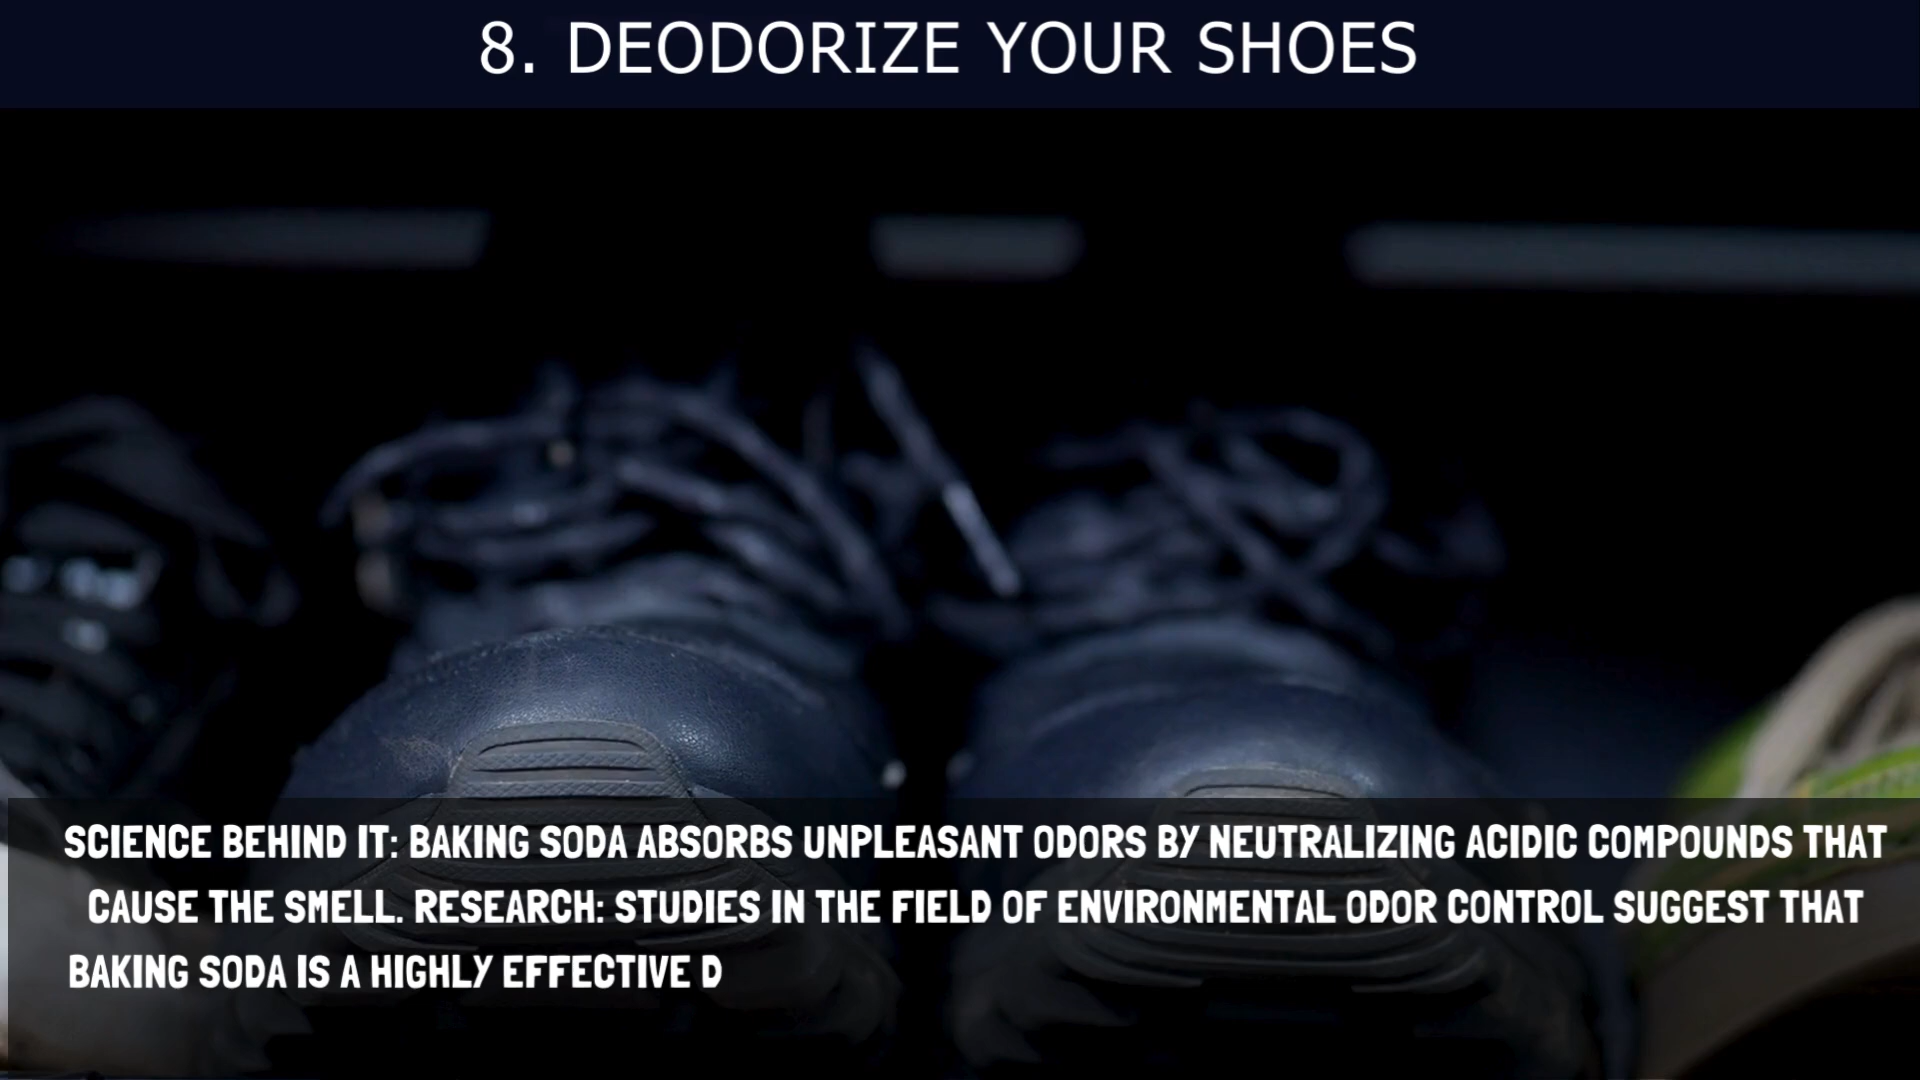 8. DEODORIZE YOUR SHOES
SCIENCE BEHIND IT: BAKING SODA ABSORBS UNPLEASANT ODORS BY NEUTRALIZING ACIDIC COMPOUNDS THAT
CAUSE THE SMELL. RESEARCH: STUDIES IN THE FIELD OF ENVIRONMENTAL ODOR CONTROL SUGGEST THAT
BAKING SODA IS A HIGHLY EFFECTIVE D